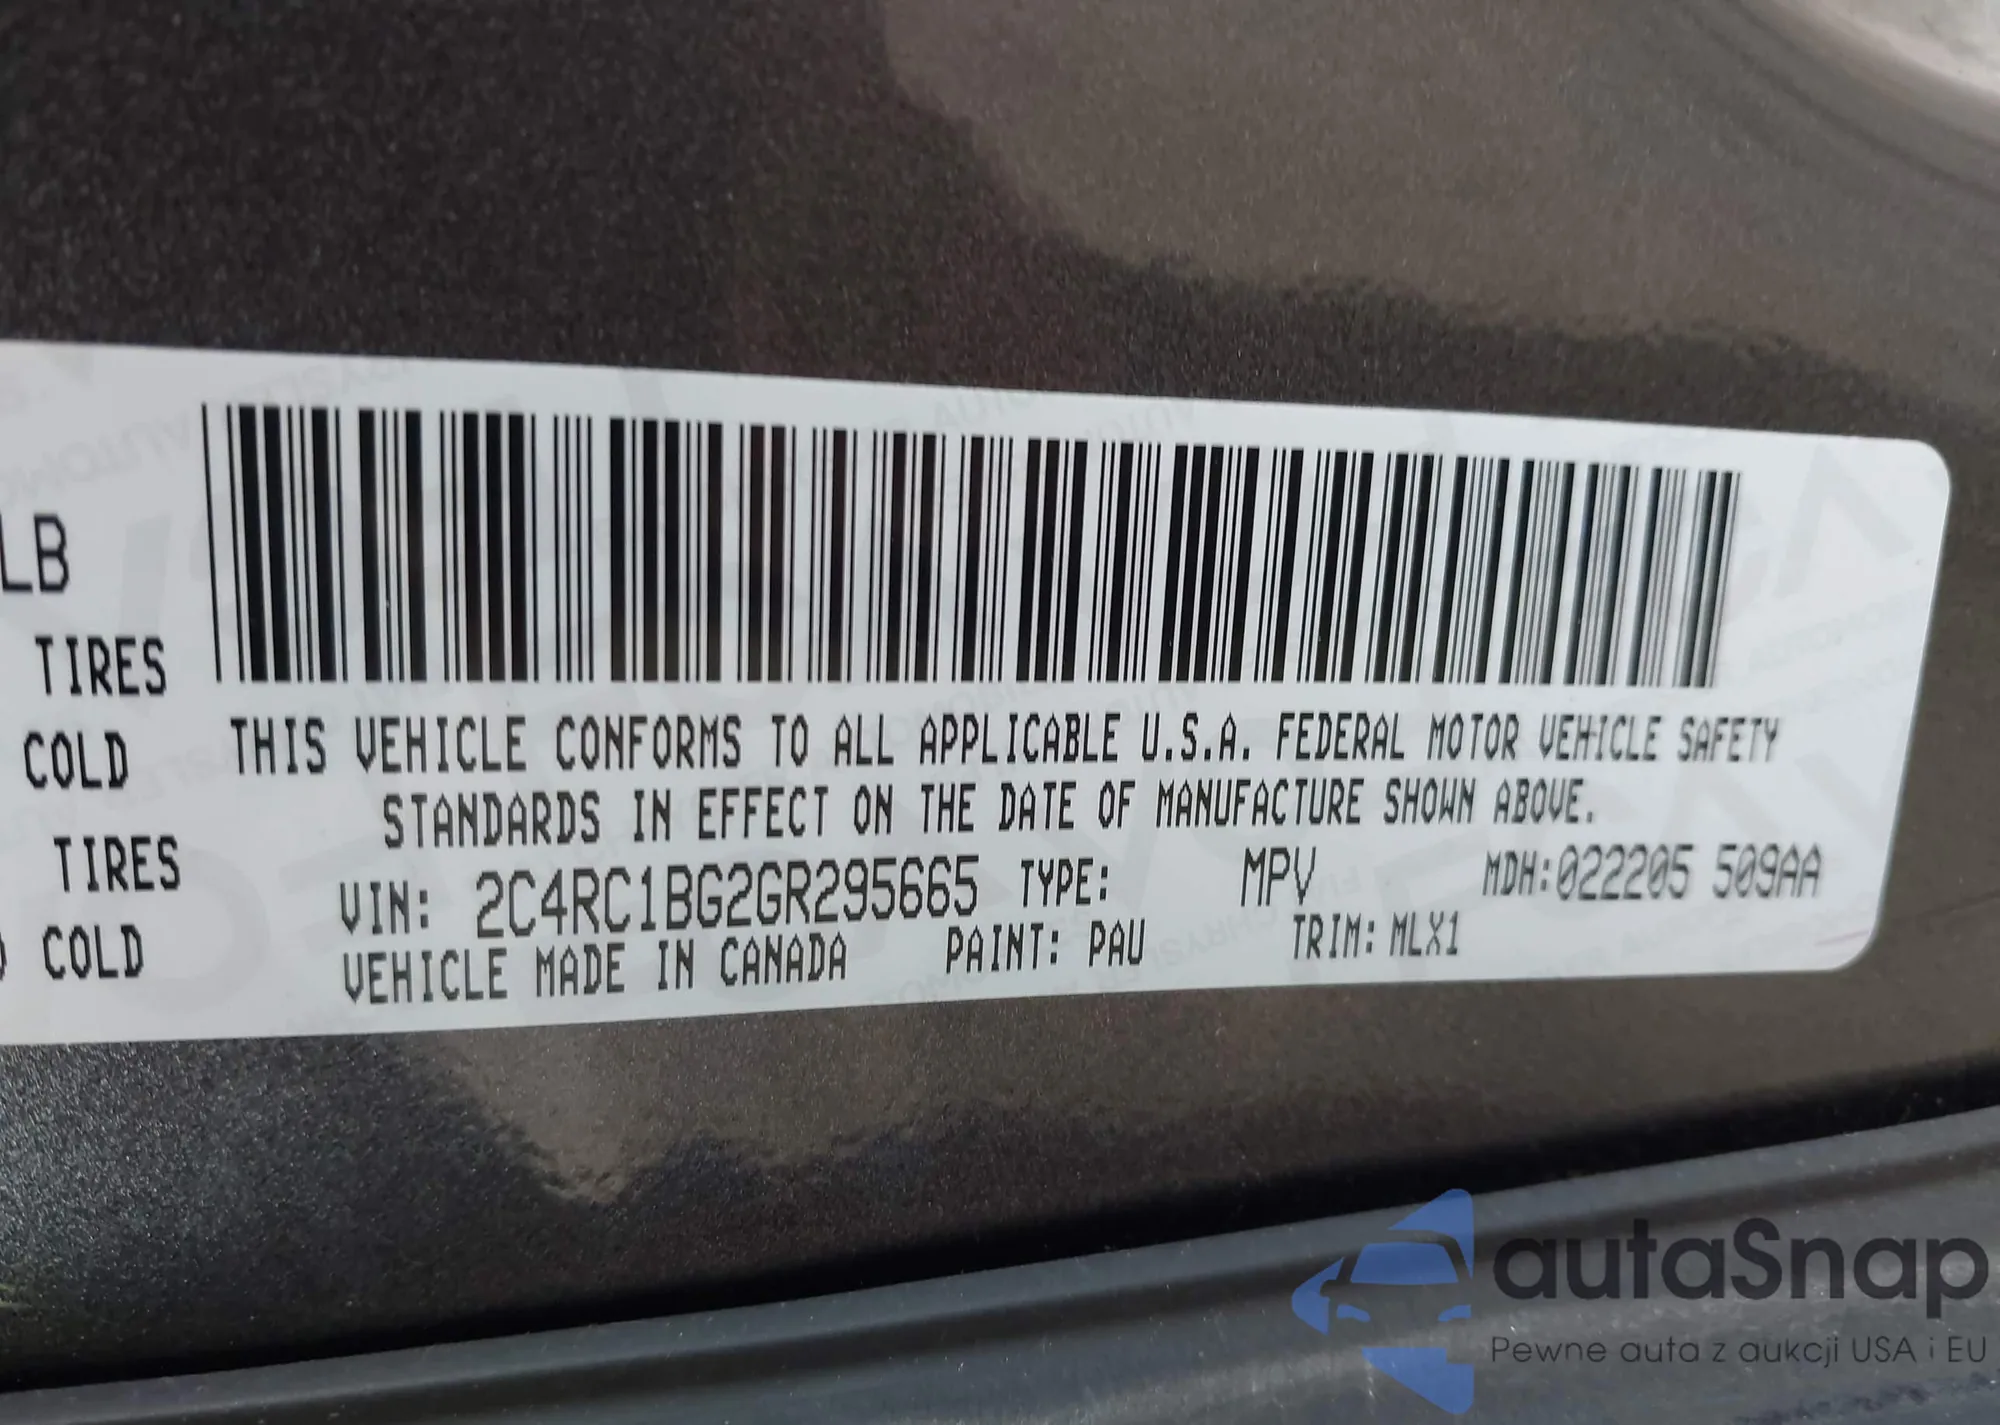 LB
TIRES
COLD
TIRES
COLD
THIS VEHICLE CONFORMS TO ALL APPLICABLE U.S.A. FEDERAL MOTOR VEHICLE SAFETY
STANDARDS IN EFFECT ON THE DATE OF MANUFACTURE SHOWN ABOVE.
VIN: 2C4RC1BG2GR295665 TYPE: MPV MDH:022205 509AA
VEHICLE MADE IN CANADA PAINT: PAU TRIM: MLX1
autaSnap
Pewne auta z aukcji USA i EU